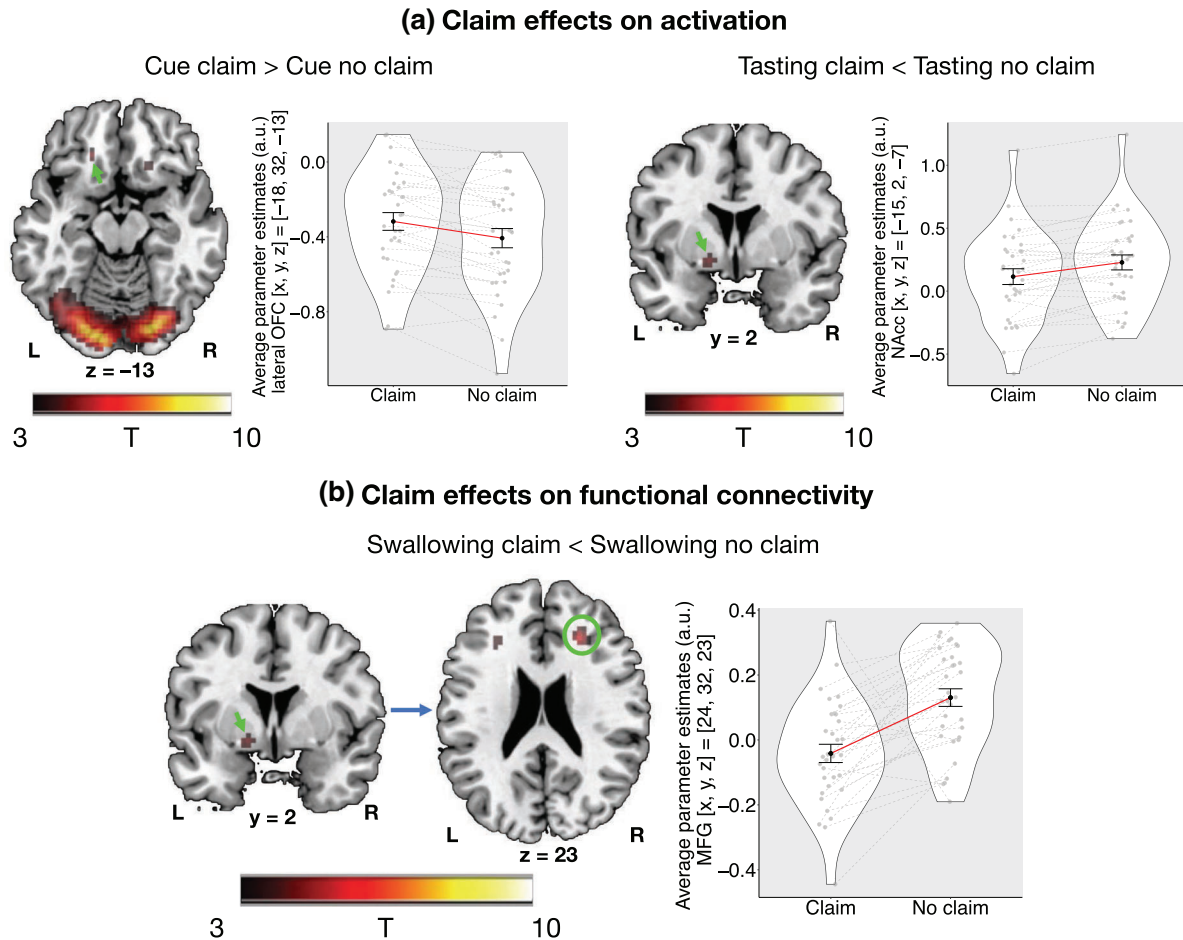 (a) Claim effects on activation
Cue claim > Cue no claim
L
R
z = −13
3
T
10
Average parameter estimates (a.u.)
lateral OFC [x, y, z] = [−18, 32, −13]
0.0
−0.4
−0.8
Claim
No claim
Tasting claim < Tasting no claim
L
R
y = 2
3
T
10
Average parameter estimates (a.u.)
NAcc [x, y, z] = [−15, 2, −7]
1.0
0.5
0.0
−0.5
Claim
No claim
(b) Claim effects on functional connectivity
Swallowing claim < Swallowing no claim
L
R
y = 2
L
R
z = 23
3
T
10
Average parameter estimates (a.u.)
MFG [x, y, z] = [24, 32, 23]
0.4
0.2
0.0
−0.2
−0.4
Claim
No claim